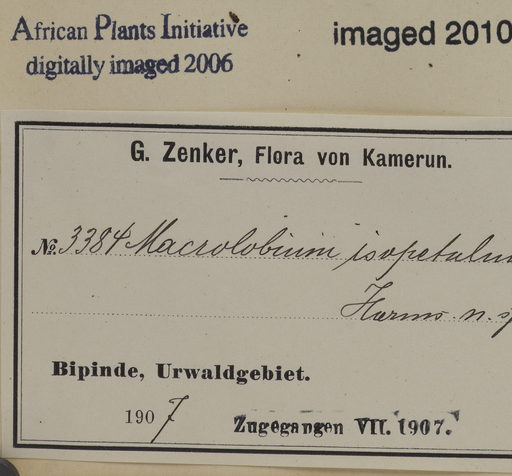 African Plants Initiative
digitally imaged 2006
imaged 2010
G. Zenker, Flora von Kamerun.
№ 3384 Macrolobium isopetalum
Harms n. sp
Bipinde, Urwaldgebiet.
1907
Zugegangen VII. 1907.